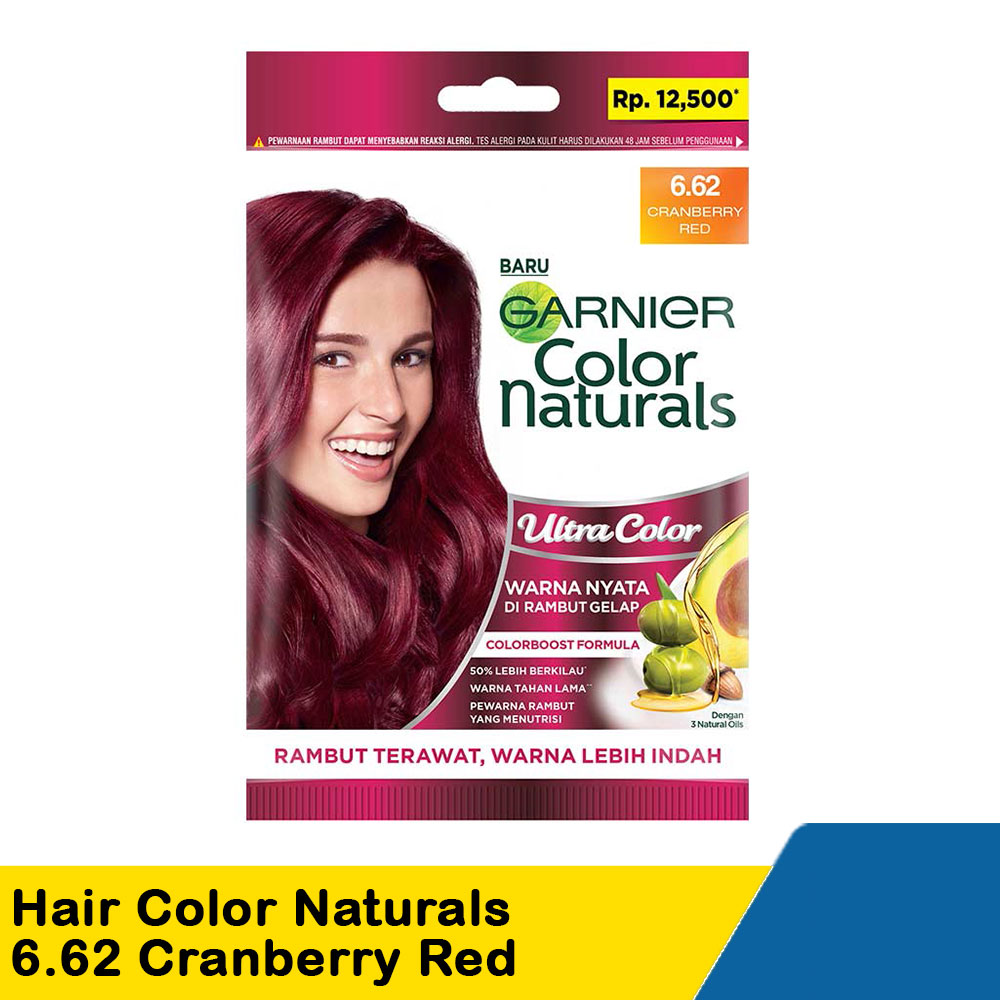 Rp. 12,500*
PEWARNAAN RAMBUT DAPAT MENYEBABKAN REAKSI ALERGI. TES ALERGI PADA KULIT HARUS DILAKUKAN 48 JAM SEBELUM PENGGUNAAN
6.62
CRANBERRY
RED
BARU
GARNIER
Color
Naturals
Ultra Color
WARNA NYATA
DI RAMBUT GELAP
COLORBOOST FORMULA
50% LEBIH BERKILAU*
WARNA TAHAN LAMA**
PEWARNA RAMBUT
YANG MENUTRISI
Dengan
3 Natural Oils
RAMBUT TERAWAT, WARNA LEBIH INDAH
Hair Color Naturals
6.62 Cranberry Red